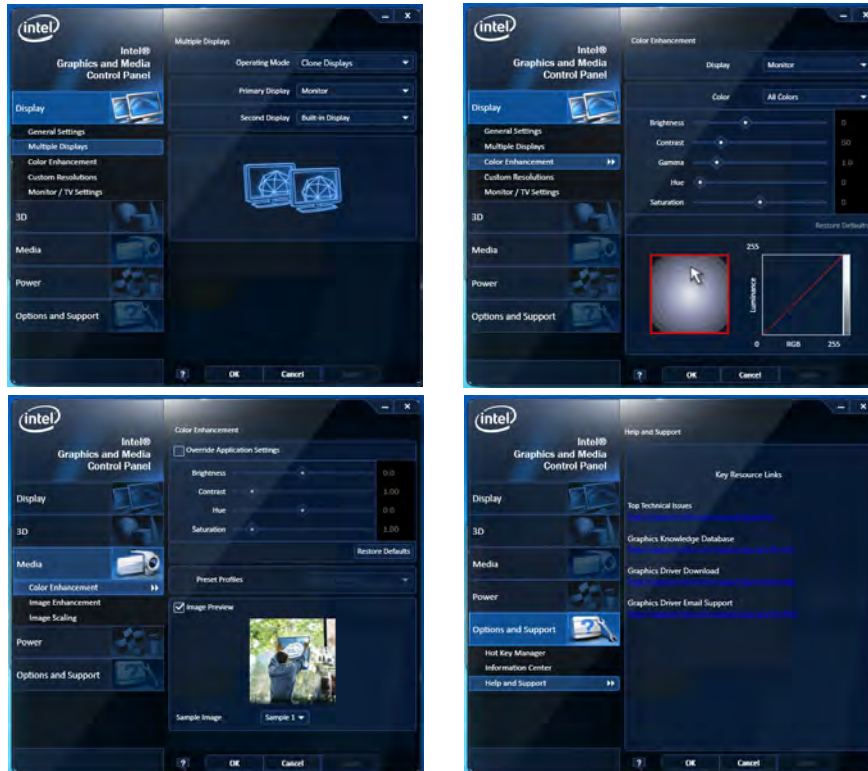 intel
Intel®
Graphics and Media
Control Panel
Display
General Settings
Multiple Displays
Color Enhancement
Custom Resolutions
Monitor / TV Settings
3D
Media
Power
Options and Support
Multiple Displays
Operating Mode Clone Displays
Primary Display Monitor
Second Display Built-in Display
? OK Cancel
intel
Intel®
Graphics and Media
Control Panel
Display
General Settings
Multiple Displays
Color Enhancement
Custom Resolutions
Monitor / TV Settings
3D
Media
Power
Options and Support
Color Enhancement
Display Monitor
Color All Colors
Brightness 0
Contrast 50
Gamma 1.0
Hue 0
Saturation 0
Restore Defaults
255
Luminance
0 RGB 255
? OK Cancel
intel
Intel®
Graphics and Media
Control Panel
Display
3D
Media
Color Enhancement
Image Enhancement
Image Scaling
Power
Options and Support
Color Enhancement
Override Application Settings
Brightness 0.0
Contrast 1.00
Hue 0.0
Saturation 1.00
Restore Defaults
Preset Profiles
Image Preview
Sample Image Sample 1
? OK Cancel
intel
Intel®
Graphics and Media
Control Panel
Display
3D
Media
Power
Options and Support
Hot Key Manager
Information Center
Help and Support
Help and Support
Key Resource Links
Top Technical Issues
Graphics Knowledge Database
Graphics Driver Download
Graphics Driver Email Support
? OK Cancel